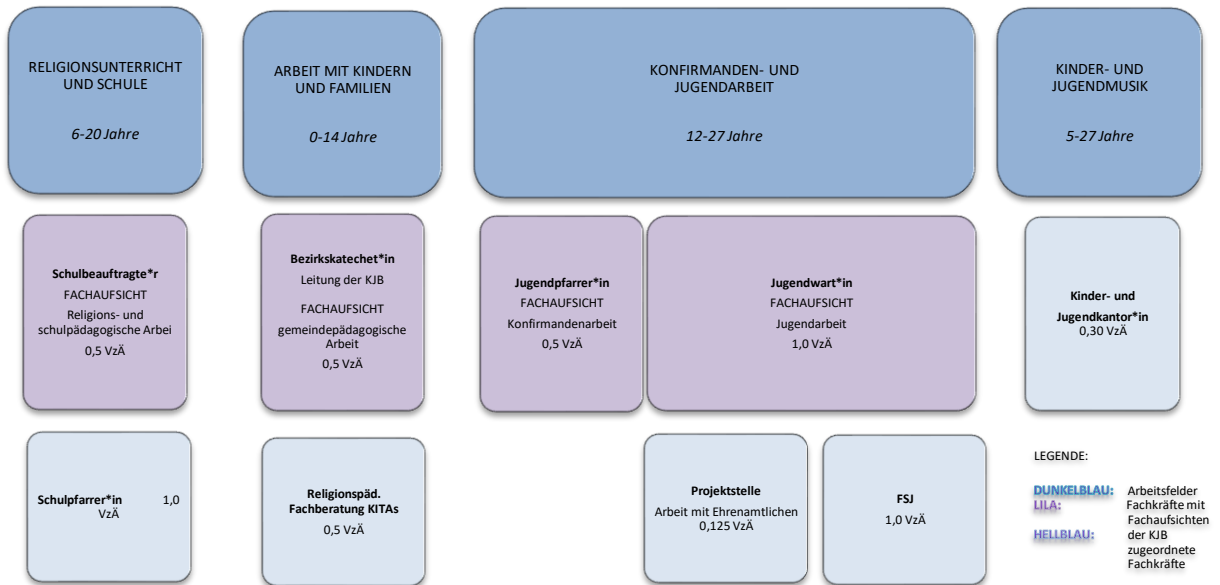 RELIGIONSUNTERRICHT
UND SCHULE
6-20 Jahre
ARBEIT MIT KINDERN
UND FAMILIEN
0-14 Jahre
KONFIRMANDEN- UND
JUGENDARBEIT
12-27 Jahre
KINDER- UND
JUGENDMUSIK
5-27 Jahre
Schulbeauftragte*r
FACHAUFSICHT
Religions- und
schulpädagogische Arbei
0,5 VzÄ
Bezirkskatechet*in
Leitung der KJB
FACHAUFSICHT
gemeindepädagogische
Arbeit
0,5 VzÄ
Jugendpfarrer*in
FACHAUFSICHT
Konfirmandenarbeit
0,5 VzÄ
Jugendwart*in
FACHAUFSICHT
Jugendarbeit
1,0 VzÄ
Kinder- und
Jugendkantor*in
0,30 VzÄ
Schulpfarrer*in 1,0
VzÄ
Religionspäd.
Fachberatung KITAs
0,5 VzÄ
Projektstelle
Arbeit mit Ehrenamtlichen
0,125 VzÄ
FSJ
1,0 VzÄ
LEGENDE:
DUNKELBLAU: Arbeitsfelder
LILA: Fachkräfte mit
Fachaufsichten
HELLBLAU: der KJB
zugeordnete
Fachkräfte